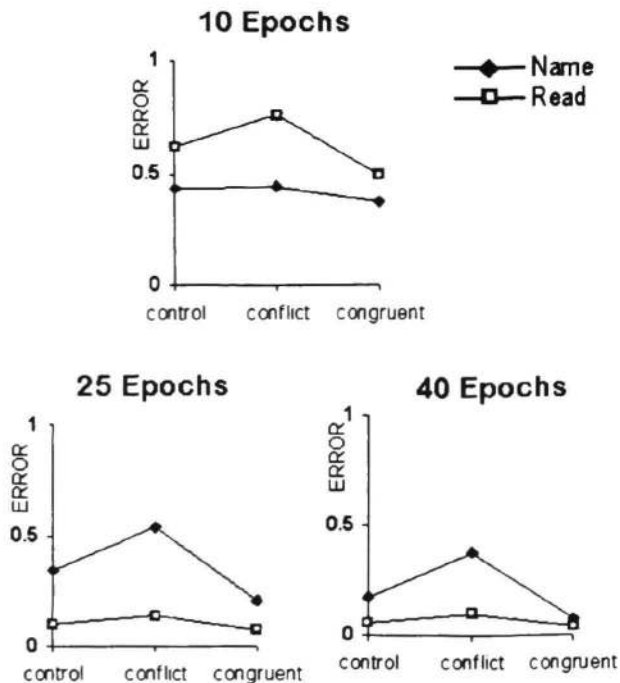 10 Epochs
Name
Read
ERROR
1
0.5
0
control conflict congruent
25 Epochs
ERROR
1
0.5
0
control conflict congruent
40 Epochs
ERROR
1
0.5
0
control conflict congruent